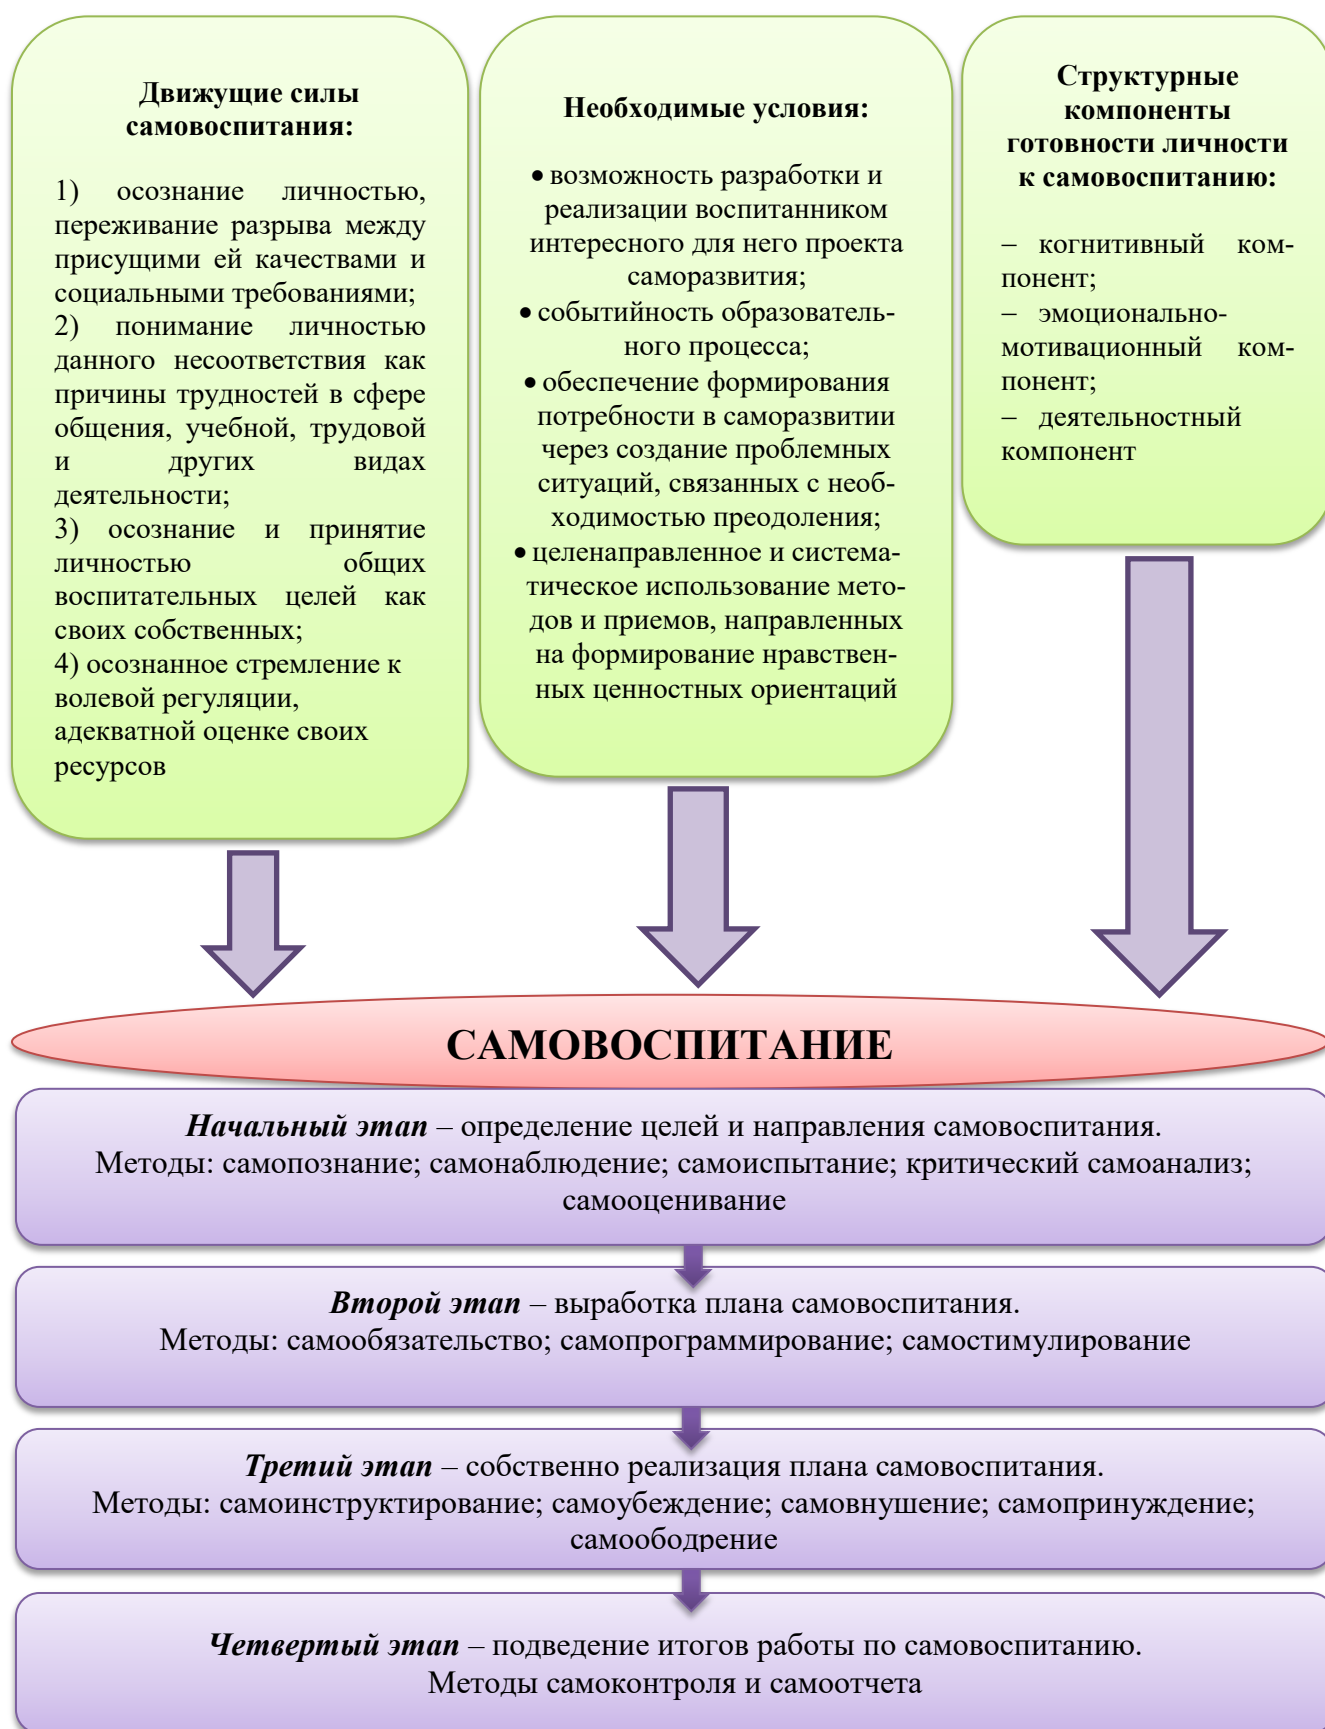 Движущие силы
самовоспитания:
1) осознание личностью,
переживание разрыва между
присущими ей качествами и
социальными требованиями;
2) понимание личностью
данного несоответствия как
причины трудностей в сфере
общения, учебной, трудовой
и других видах
деятельности;
3) осознание и принятие
личностью общих
воспитательных целей как
своих собственных;
4) осознанное стремление к
волевой регуляции,
адекватной оценке своих
ресурсов
Необходимые условия:
• возможность разработки и
реализации воспитанником
интересного для него проекта
саморазвития;
• событийность образователь-
ного процесса;
• обеспечение формирования
потребности в саморазвитии
через создание проблемных
ситуаций, связанных с необ-
ходимостью преодоления;
• целенаправленное и система-
тическое использование мето-
дов и приемов, направленных
на формирование нравствен-
ных ценностных ориентаций
Структурные
компоненты
готовности личности
к самовоспитанию:
– когнитивный ком-
понент;
– эмоционально-
мотивационный ком-
понент;
– деятельностный
компонент
САМОВОСПИТАНИЕ
Начальный этап – определение целей и направления самовоспитания.
Методы: самопознание; самонаблюдение; самоиспытание; критический самоанализ;
самооценивание
Второй этап – выработка плана самовоспитания.
Методы: самообязательство; самопрограммирование; самостимулирование
Третий этап – собственно реализация плана самовоспитания.
Методы: самоинструктирование; самоубеждение; самовнушение; самопринуждение;
самоободрение
Четвертый этап – подведение итогов работы по самовоспитанию.
Методы самоконтроля и самоотчета